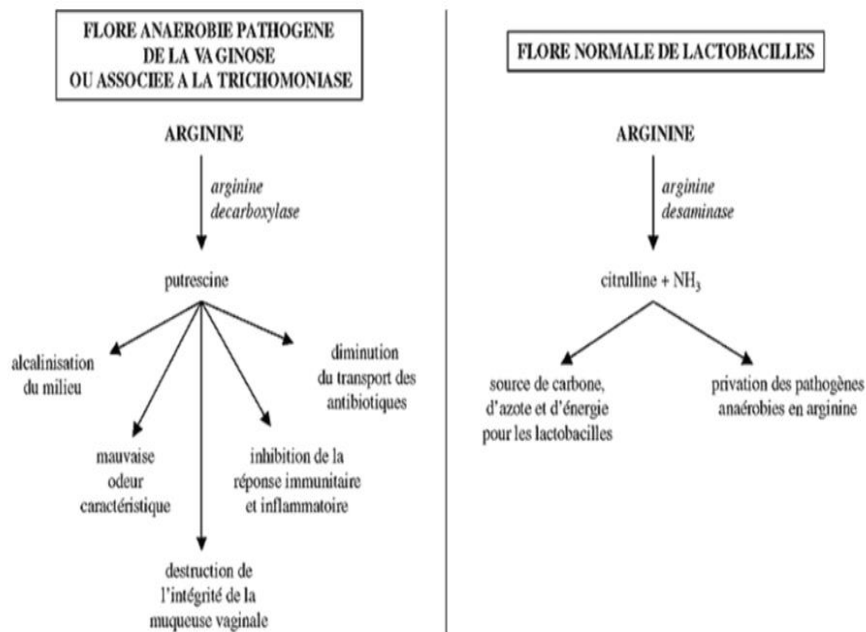 FLORE ANAEROBIE PATHOGENE
DE LA VAGINOSE
OU ASSOCIEE A LA TRICHOMONIASE
ARGININE
arginine
decarboxylase
putrescine
alcalinisation
du milieu
mauvaise
odeur
caractéristique
destruction de
l'intégrité de la
muqueuse vaginale
inhibition de la
réponse immunitaire
et inflammatoire
diminution
du transport des
antibiotiques
FLORE NORMALE DE LACTOBACILLES
ARGININE
arginine
desaminase
citrulline + NH₃
source de carbone,
d'azote et d'énergie
pour les lactobacilles
privation des pathogènes
anaérobies en arginine